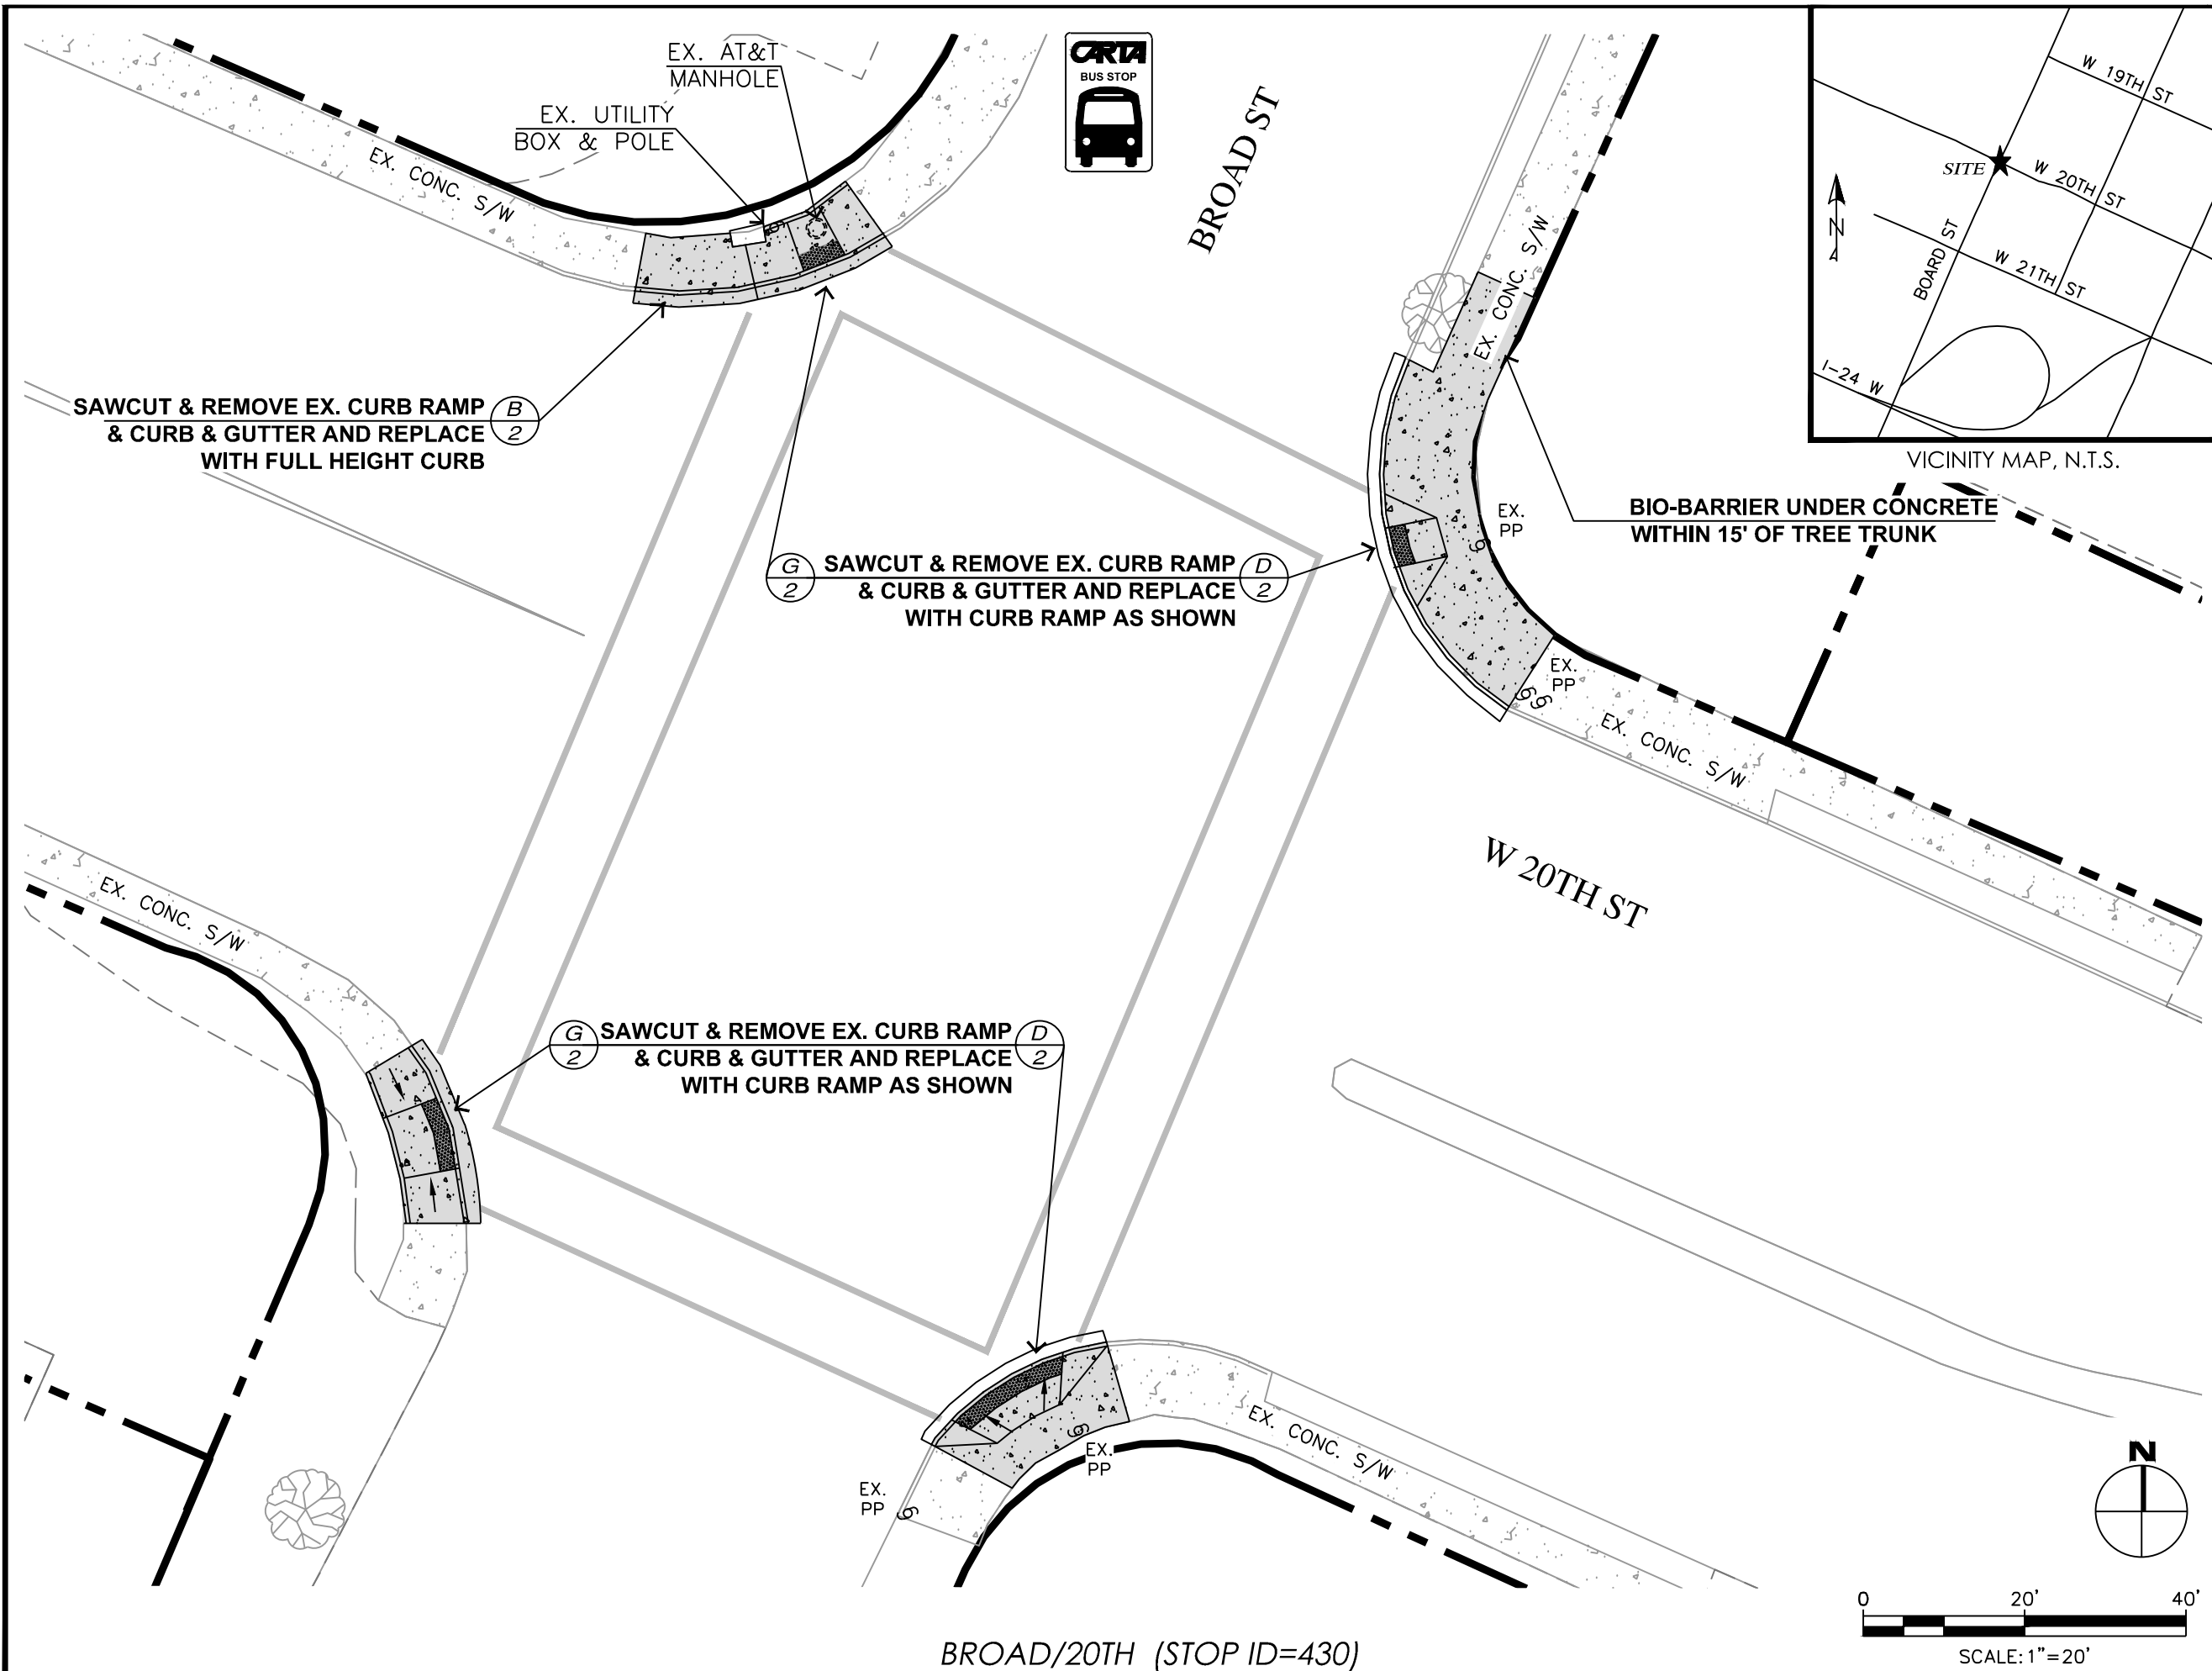 EX. AT&T
MANHOLE
EX. UTILITY
BOX & POLE
CARTA
BUS STOP
BROAD ST
EX. CONC. S/W
EX. CONC. S/W
EX. CONC. S/W
W 19TH ST
SITE
W 20TH ST
N
BOARD ST
W 21TH ST
I-24 W
VICINITY MAP, N.T.S.
SAWCUT & REMOVE EX. CURB RAMP
& CURB & GUTTER AND REPLACE
WITH FULL HEIGHT CURB
B
2
BIO-BARRIER UNDER CONCRETE
WITHIN 15' OF TREE TRUNK
EX.
PP
G
2
SAWCUT & REMOVE EX. CURB RAMP
& CURB & GUTTER AND REPLACE
WITH CURB RAMP AS SHOWN
D
2
EX.
PP
EX. CONC. S/W
W 20TH ST
EX. CONC. S/W
G
2
SAWCUT & REMOVE EX. CURB RAMP
& CURB & GUTTER AND REPLACE
WITH CURB RAMP AS SHOWN
D
2
EX. CONC. S/W
EX.
PP
EX.
PP
N
0 20' 40'
SCALE: 1"=20'
BROAD/20TH (STOP ID=430)